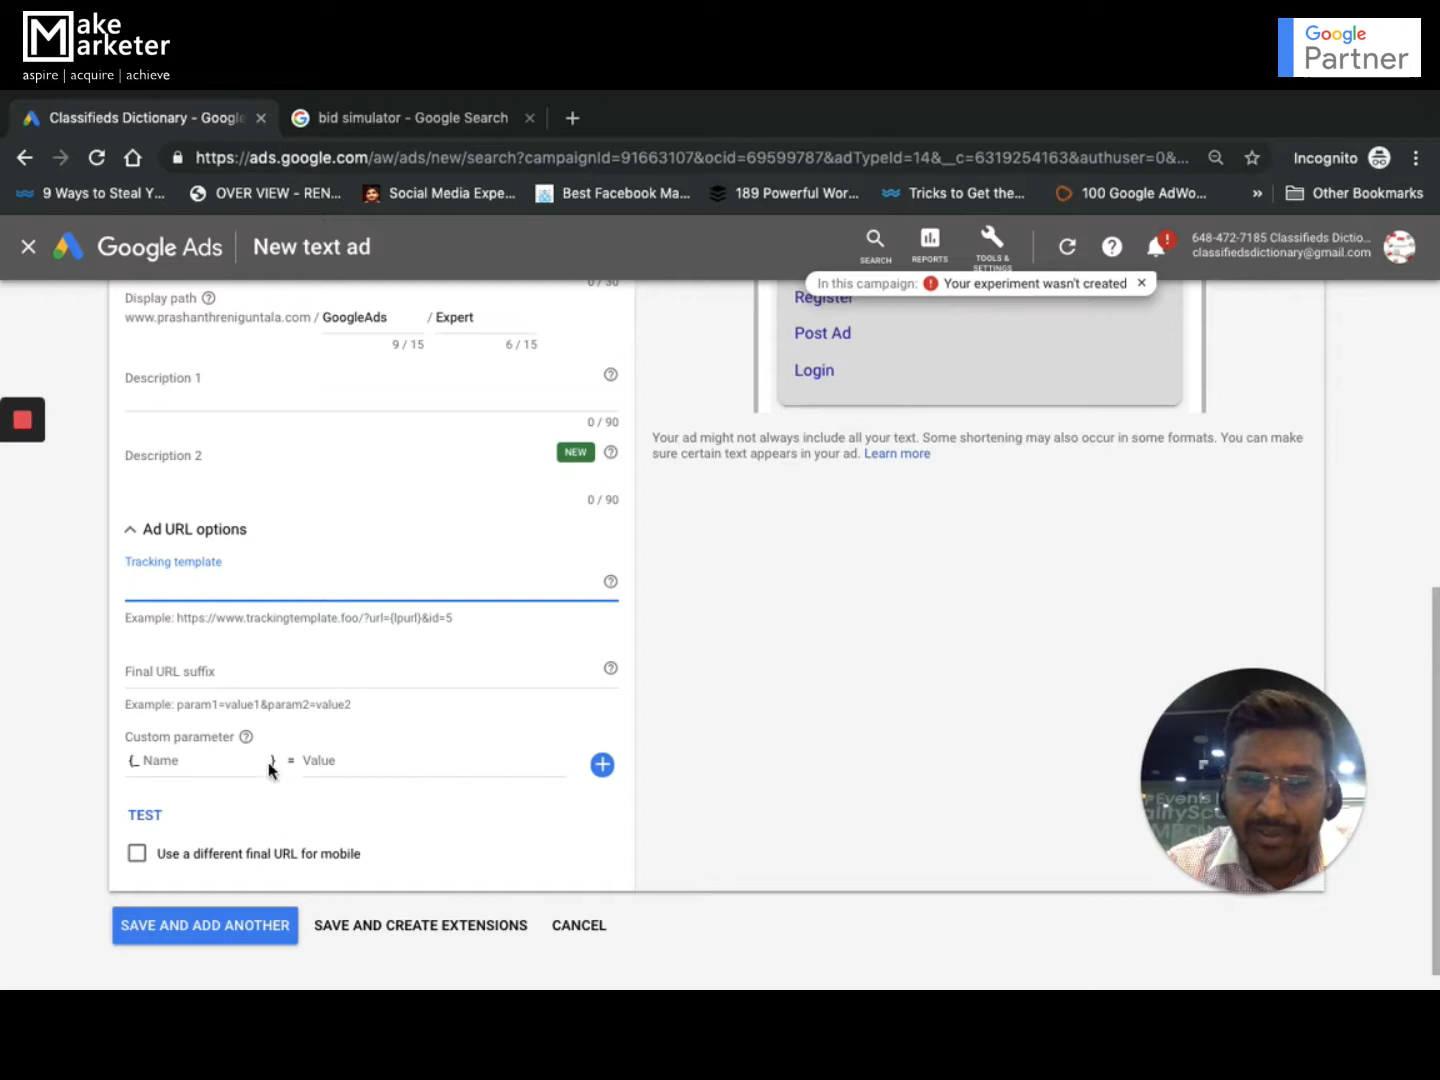 Make
Marketer
aspire | acquire | achieve
Google
Partner
Classifieds Dictionary - Googl
bid simulator - Google Search
https://ads.google.com/aw/ads/new/search?campaignId=91663107&ocid=69599787&adTypeId=14&__c=6319254163&authuser=0&...
Incognito
9 Ways to Steal Y...
OVER VIEW - REN...
Social Media Expe...
Best Facebook Ma...
189 Powerful Wor...
Tricks to Get the...
100 Google AdWo...
»
Other Bookmarks
Google Ads
New text ad
SEARCH
REPORTS
TOOLS & SETTINGS
648-472-7185 Classifieds Dictio...
classifiedsdictionary@gmail.com
In this campaign: Your experiment wasn't created
0 / 30
Display path
www.prashanthreniguntala.com / GoogleAds / Expert
9 / 15
6 / 15
Description 1
0 / 90
Description 2
NEW
0 / 90
Ad URL options
Tracking template
Example: https://www.trackingtemplate.foo/?url={lpurl}&id=5
Final URL suffix
Example: param1=value1&param2=value2
Custom parameter
{_ Name } = Value
TEST
Use a different final URL for mobile
SAVE AND ADD ANOTHER
SAVE AND CREATE EXTENSIONS
CANCEL
Register
Post Ad
Login
Your ad might not always include all your text. Some shortening may also occur in some formats. You can make
sure certain text appears in your ad. Learn more
Events